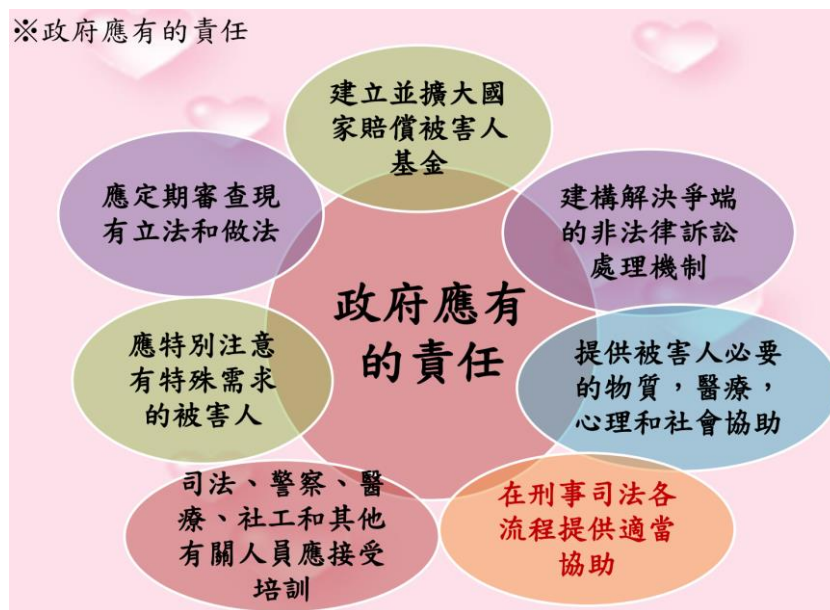 ※政府應有的責任
建立並擴大國
家賠償被害人
基金
建構解決爭端
的非法律訴訟
處理機制
提供被害人必要
的物質，醫療，
心理和社會協助
在刑事司法各
流程提供適當
協助
司法、警察、醫
療、社工和其他
有關人員應接受
培訓
應特別注意
有特殊需求
的被害人
應定期審查現
有立法和做法
政府應有
的責任